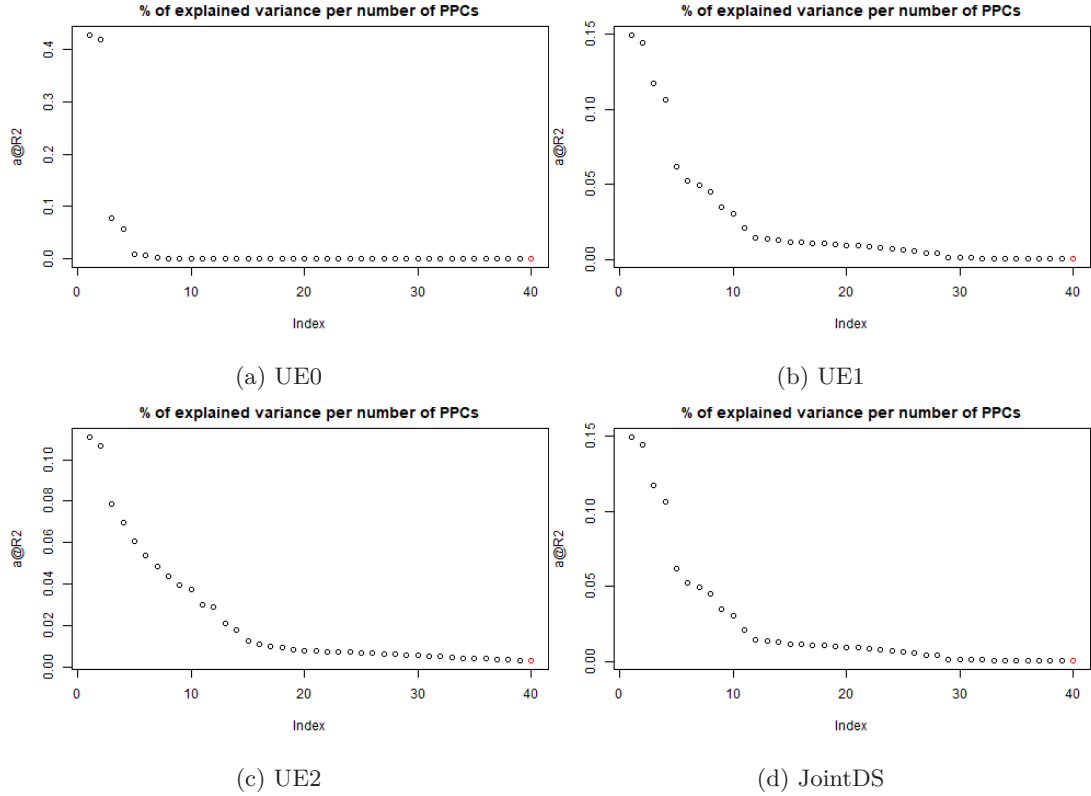 % of explained variance per number of PPCs
a@R2
0.4
0.3
0.2
0.1
0.0
0 10 20 30 40
Index
(a) UE0
% of explained variance per number of PPCs
a@R2
0.15
0.10
0.05
0.00
0 10 20 30 40
Index
(b) UE1
% of explained variance per number of PPCs
a@R2
0.10
0.08
0.06
0.04
0.02
0.00
0 10 20 30 40
Index
(c) UE2
% of explained variance per number of PPCs
a@R2
0.15
0.10
0.05
0.00
0 10 20 30 40
Index
(d) JointDS